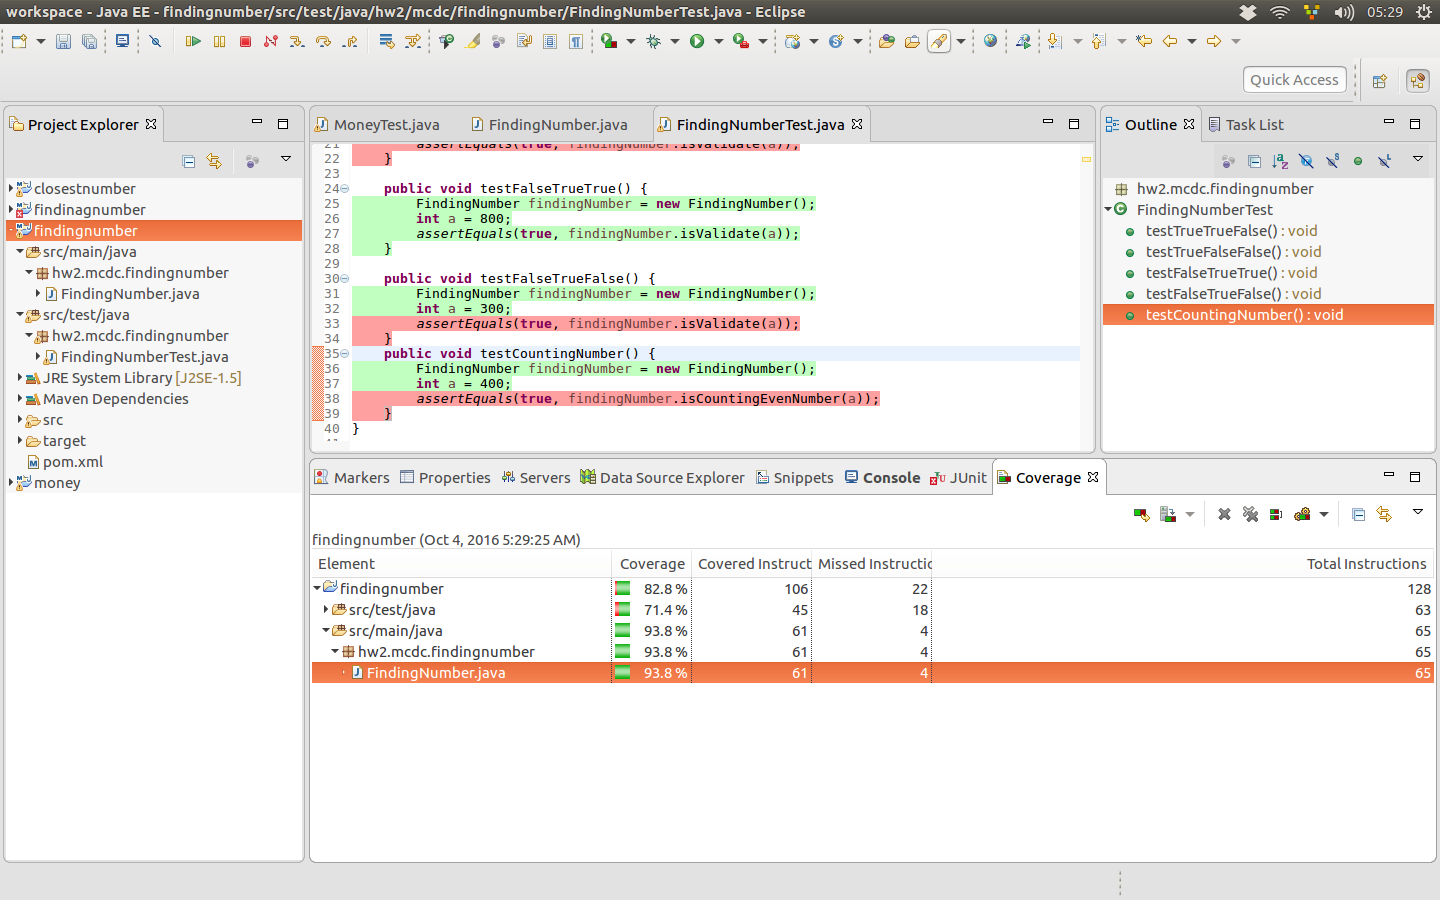 workspace - Java EE - findingnumber/src/test/java/hw2/mcdc/findingnumber/FindingNumberTest.java - Eclipse
05:29
Quick Access
Project Explorer
closestnumber
findinagnumber
findingnumber
src/main/java
hw2.mcdc.findingnumber
FindingNumber.java
src/test/java
hw2.mcdc.findingnumber
FindingNumberTest.java
JRE System Library [J2SE-1.5]
Maven Dependencies
src
target
pom.xml
money
MoneyTest.java
FindingNumber.java
FindingNumberTest.java
21 assertEquals(true, findingNumber.isValidate(a));
22 }
23
24 public void testFalseTrueTrue() {
25 FindingNumber findingNumber = new FindingNumber();
26 int a = 800;
27 assertEquals(true, findingNumber.isValidate(a));
28 }
29
30 public void testFalseTrueFalse() {
31 FindingNumber findingNumber = new FindingNumber();
32 int a = 300;
33 assertEquals(true, findingNumber.isValidate(a));
34 }
35 public void testCountingNumber() {
36 FindingNumber findingNumber = new FindingNumber();
37 int a = 400;
38 assertEquals(true, findingNumber.isCountingEvenNumber(a));
39 }
40 }
Outline
Task List
hw2.mcdc.findingnumber
FindingNumberTest
testTrueTrueFalse() : void
testTrueFalseFalse() : void
testFalseTrueTrue() : void
testFalseTrueFalse() : void
testCountingNumber() : void
Markers
Properties
Servers
Data Source Explorer
Snippets
Console
JUnit
Coverage
findingnumber (Oct 4, 2016 5:29:25 AM)
Element Coverage Covered Instruct Missed Instructic Total Instructions
findingnumber 82.8 % 106 22 128
src/test/java 71.4 % 45 18 63
src/main/java 93.8 % 61 4 65
hw2.mcdc.findingnumber 93.8 % 61 4 65
FindingNumber.java 93.8 % 61 4 65